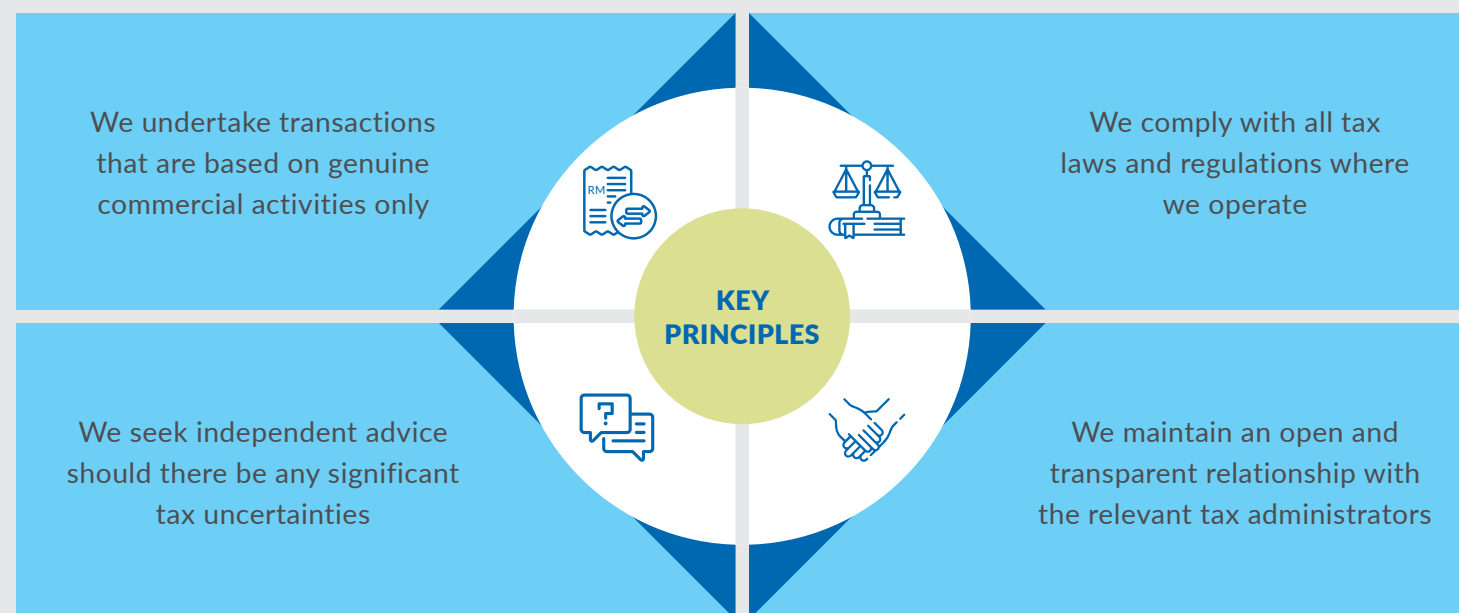 We undertake transactions
that are based on genuine
commercial activities only
We comply with all tax
laws and regulations where
we operate
RM
?
KEY
PRINCIPLES
We seek independent advice
should there be any significant
tax uncertainties
We maintain an open and
transparent relationship with
the relevant tax administrators